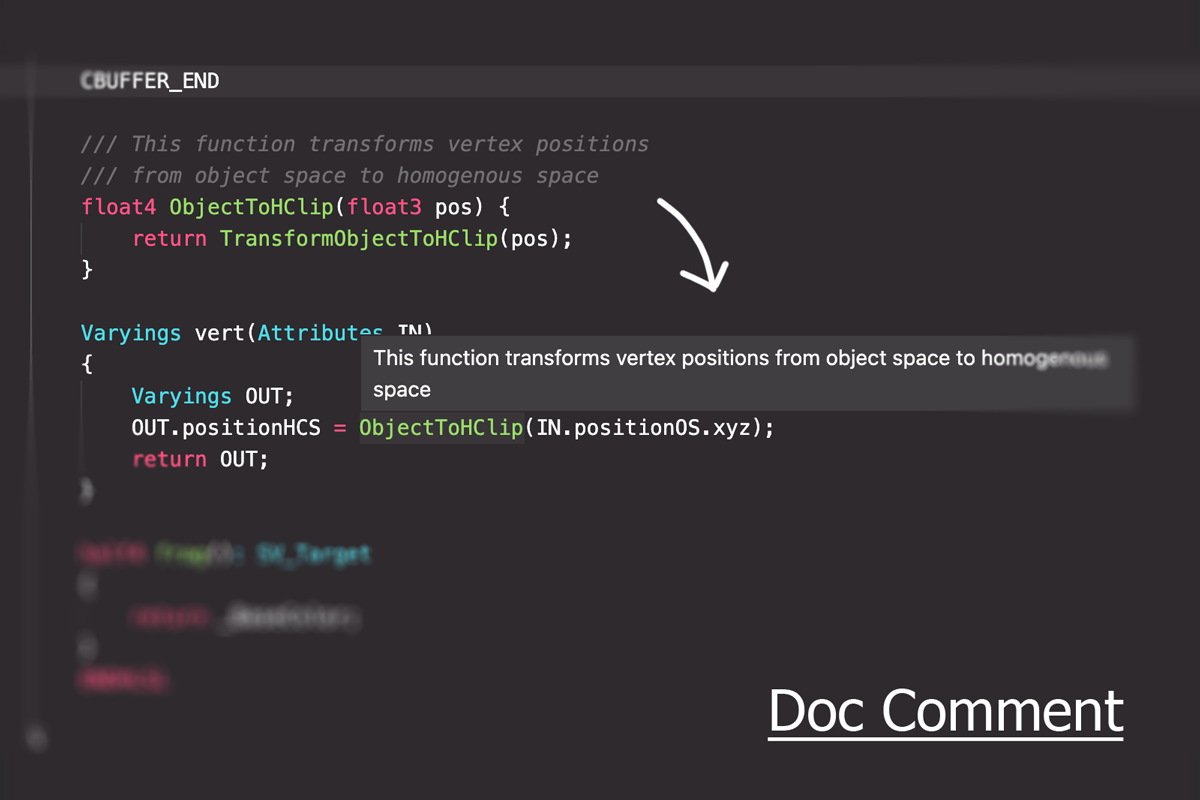 CBUFFER_END
/// This function transforms vertex positions
/// from object space to homogenous space
float4 ObjectToHClip(float3 pos) {
return TransformObjectToHClip(pos);
}
Varyings vert(Attributes IN)
{
This function transforms vertex positions from object space to homogenous
space
Varyings OUT;
OUT.positionHCS = ObjectToHClip(IN.positionOS.xyz);
return OUT;
}
SV_Target
return
Doc Comment